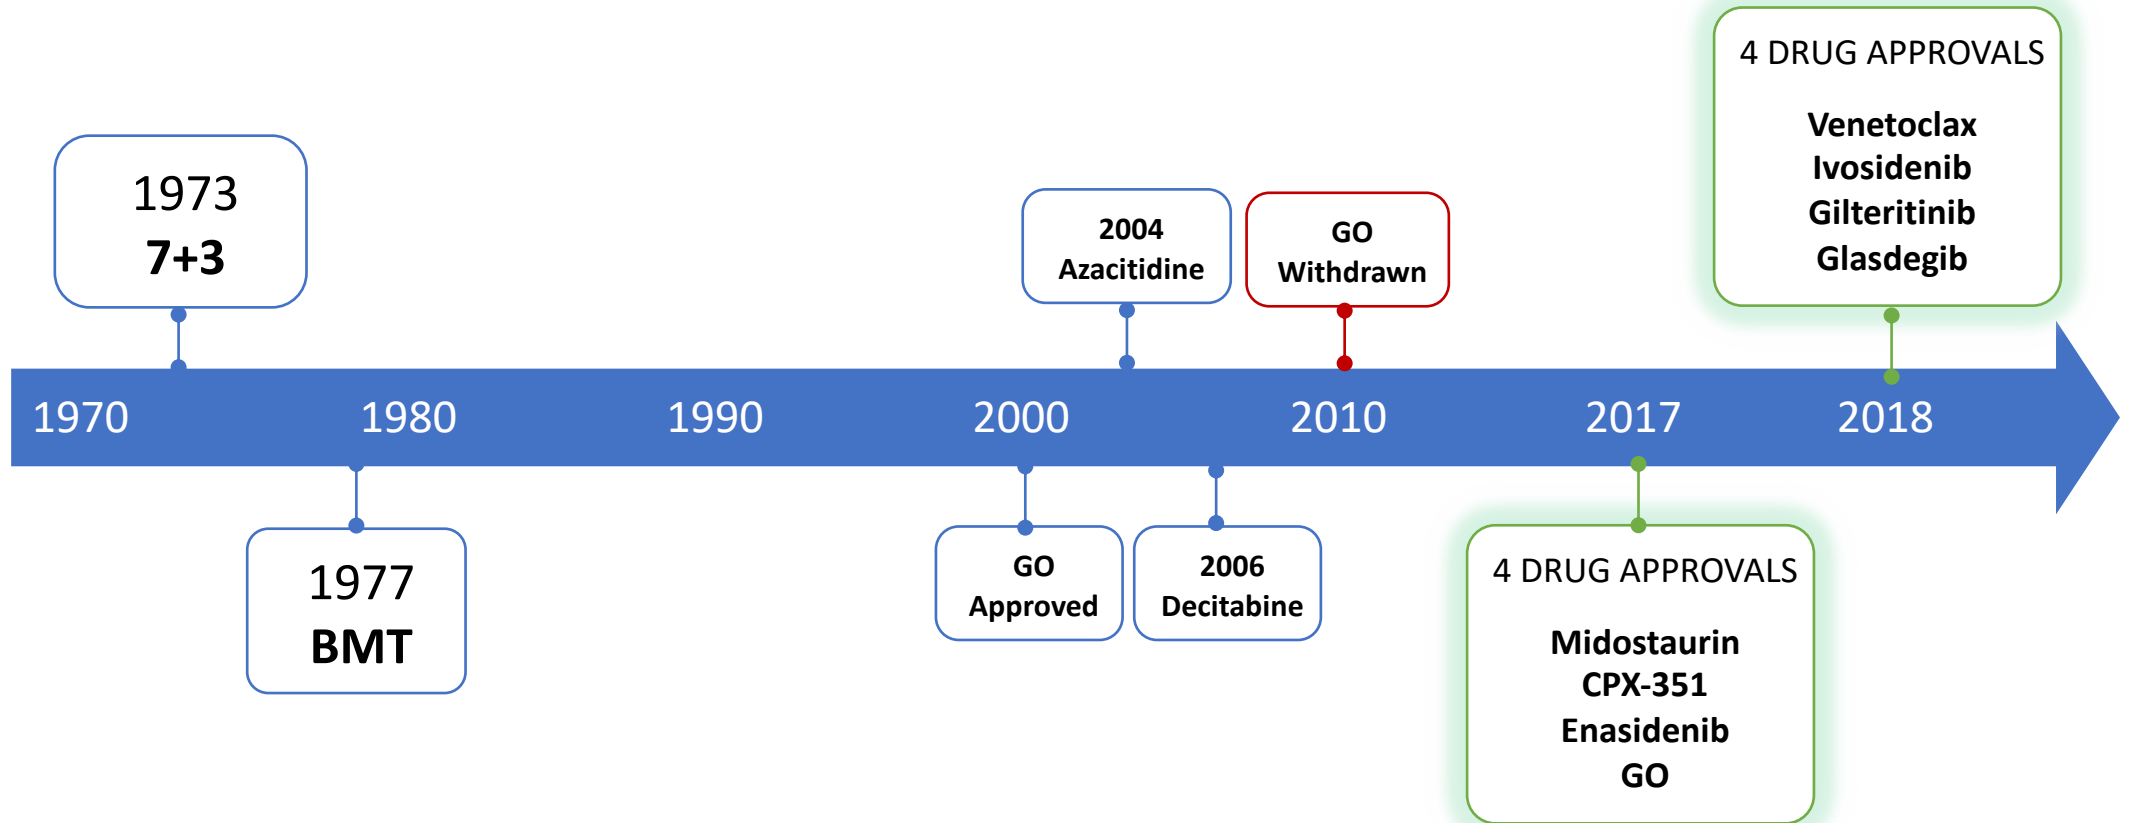 4 DRUG APPROVALS
Venetoclax
Ivosidenib
Gilteritinib
Glasdegib
1973
7+3
2004
Azacitidine
GO
Withdrawn
1970
1980
1990
2000
2010
2017
2018
1977
BMT
GO
Approved
2006
Decitabine
4 DRUG APPROVALS
Midostaurin
CPX-351
Enasidenib
GO